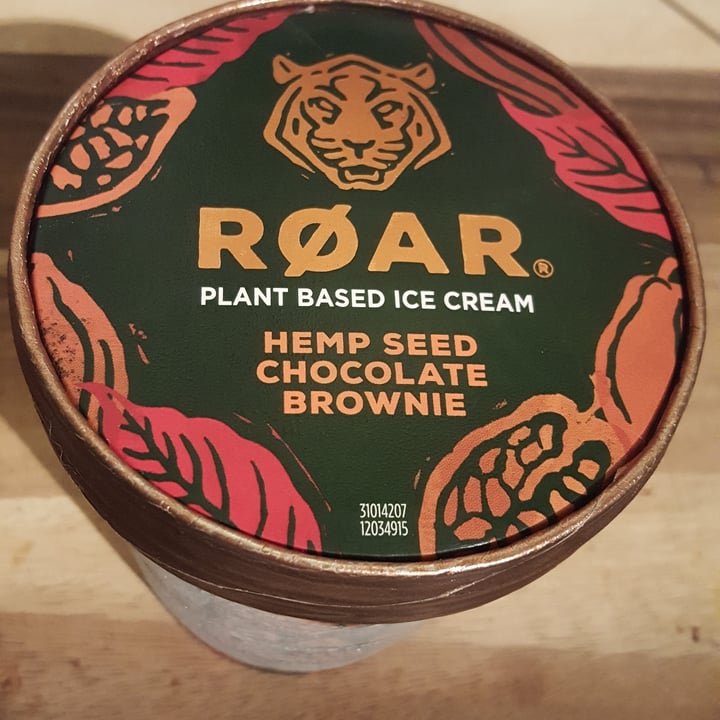 RØAR®
PLANT BASED ICE CREAM
HEMP SEED
CHOCOLATE
BROWNIE
31014207
12034915